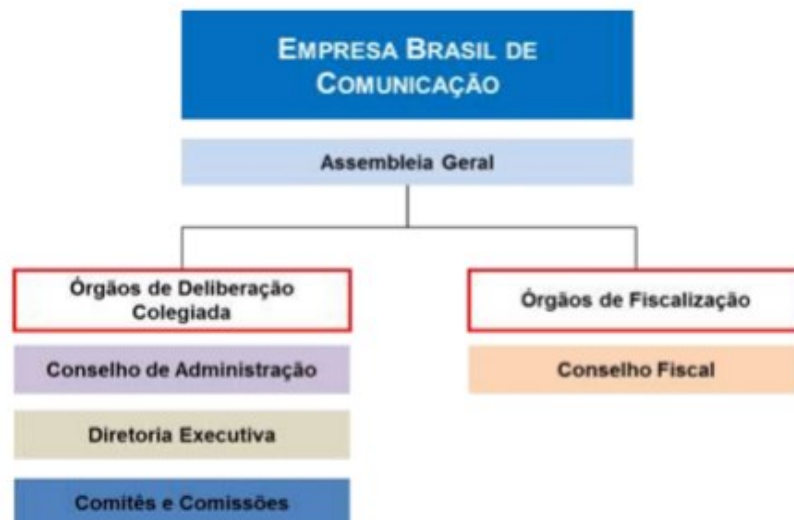 EMPRESA BRASIL DE
COMUNICAÇÃO
Assembleia Geral
Órgãos de Deliberação
Colegiada
Órgãos de Fiscalização
Conselho de Administração
Conselho Fiscal
Diretoria Executiva
Comitês e Comissões